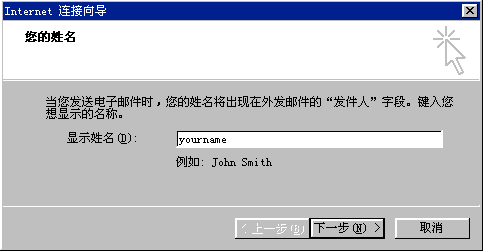 Internet 连接向导
您的姓名
当您发送电子邮件时，您的姓名将出现在外发邮件的“发件人”字段。键入您
想显示的名称。
显示姓名(D): yourname
例如: John Smith
< 上一步(B) 下一步(N) > 取消